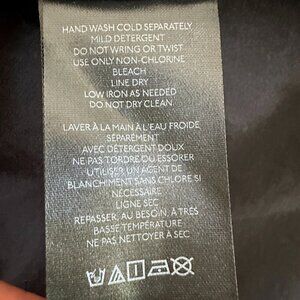 HAND WASH COLD SEPARATELY
MILD DETERGENT
DO NOT WRING OR TWIST
USE ONLY NON-CHLORINE
BLEACH
LINE DRY
LOW IRON AS NEEDED
DO NOT DRY CLEAN
LAVER À LA MAIN À L'EAU FROIDE
SÉPARÉMENT
AVEC DÉTERGENT DOUX
NE PAS TORDRE OU ESSORER
UTILISER UN AGENT DE
BLANCHIMENT SANS CHLORE SI
NÉCESSAIRE
LIGNE SEC
REPASSER, AU BESOIN, À TRÈS
BASSE TEMPÉRATURE
NE PAS NETTOYER À SEC